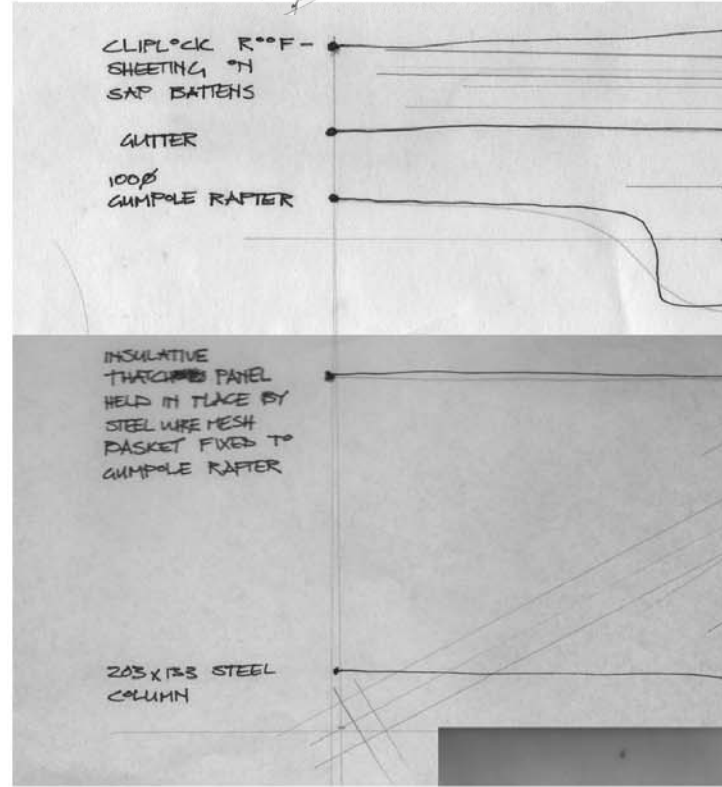 CLIPLOCK ROOF-
SHEETING ON
SAP BATTENS
GUTTER
100Ø
GUMPOLE RAFTER
INSULATIVE
THATCH PANEL
HELD IN PLACE BY
STEEL WIRE MESH
BASKET FIXED TO
GUMPOLE RAFTER
203 x 133 STEEL
COLUMN